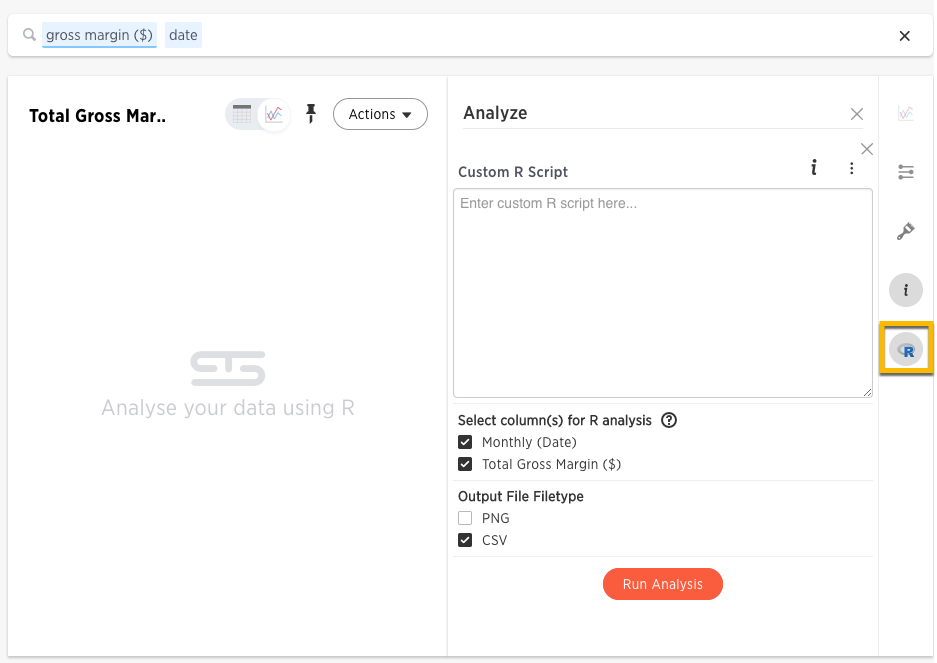 gross margin ($) date
Total Gross Mar..
Actions
Analyse your data using R
Analyze
Custom R Script
i
Enter custom R script here...
Select column(s) for R analysis ?
Monthly (Date)
Total Gross Margin ($)
Output File Filetype
PNG
CSV
Run Analysis
i
R